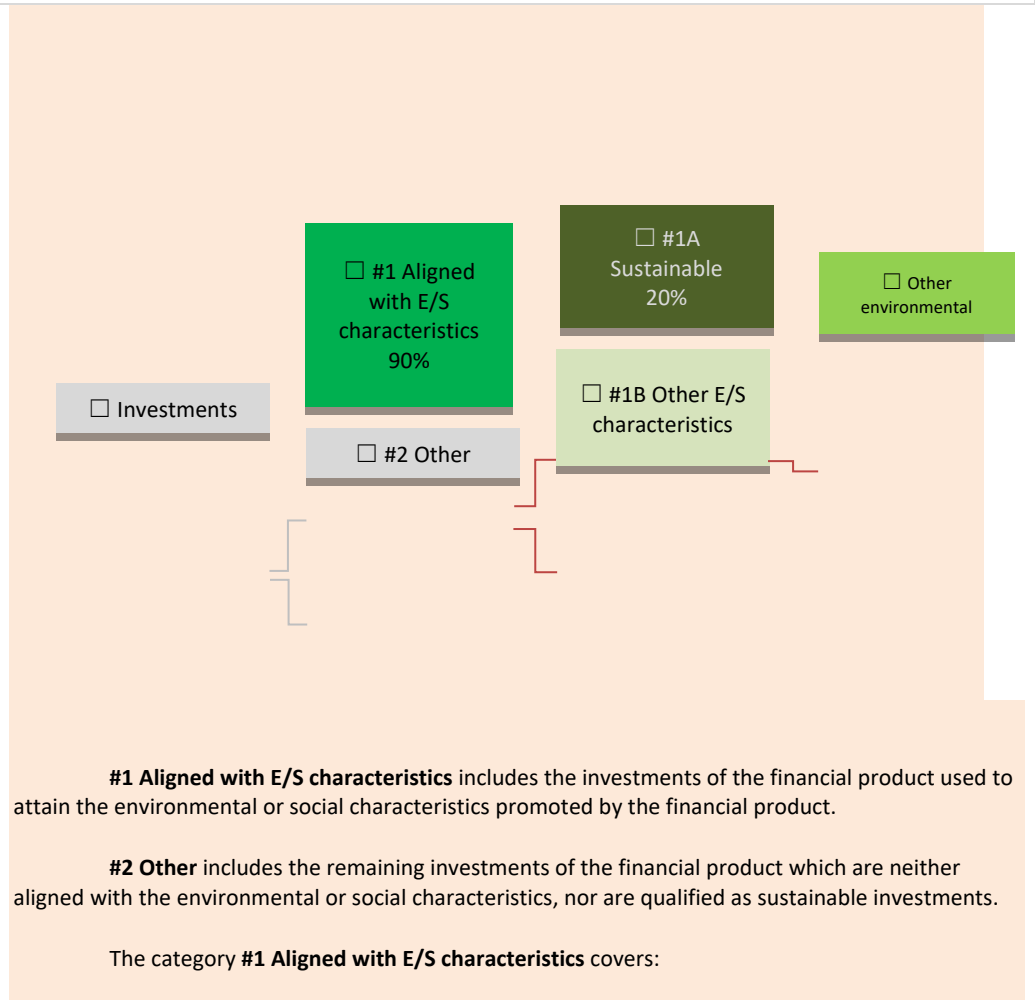 ☐ Investments
☐ #1 Aligned
with E/S
characteristics
90%
☐ #2 Other
☐ #1A
Sustainable
20%
☐ #1B Other E/S
characteristics
☐ Other
environmental
#1 Aligned with E/S characteristics includes the investments of the financial product used to
attain the environmental or social characteristics promoted by the financial product.
#2 Other includes the remaining investments of the financial product which are neither
aligned with the environmental or social characteristics, nor are qualified as sustainable investments.
The category #1 Aligned with E/S characteristics covers: